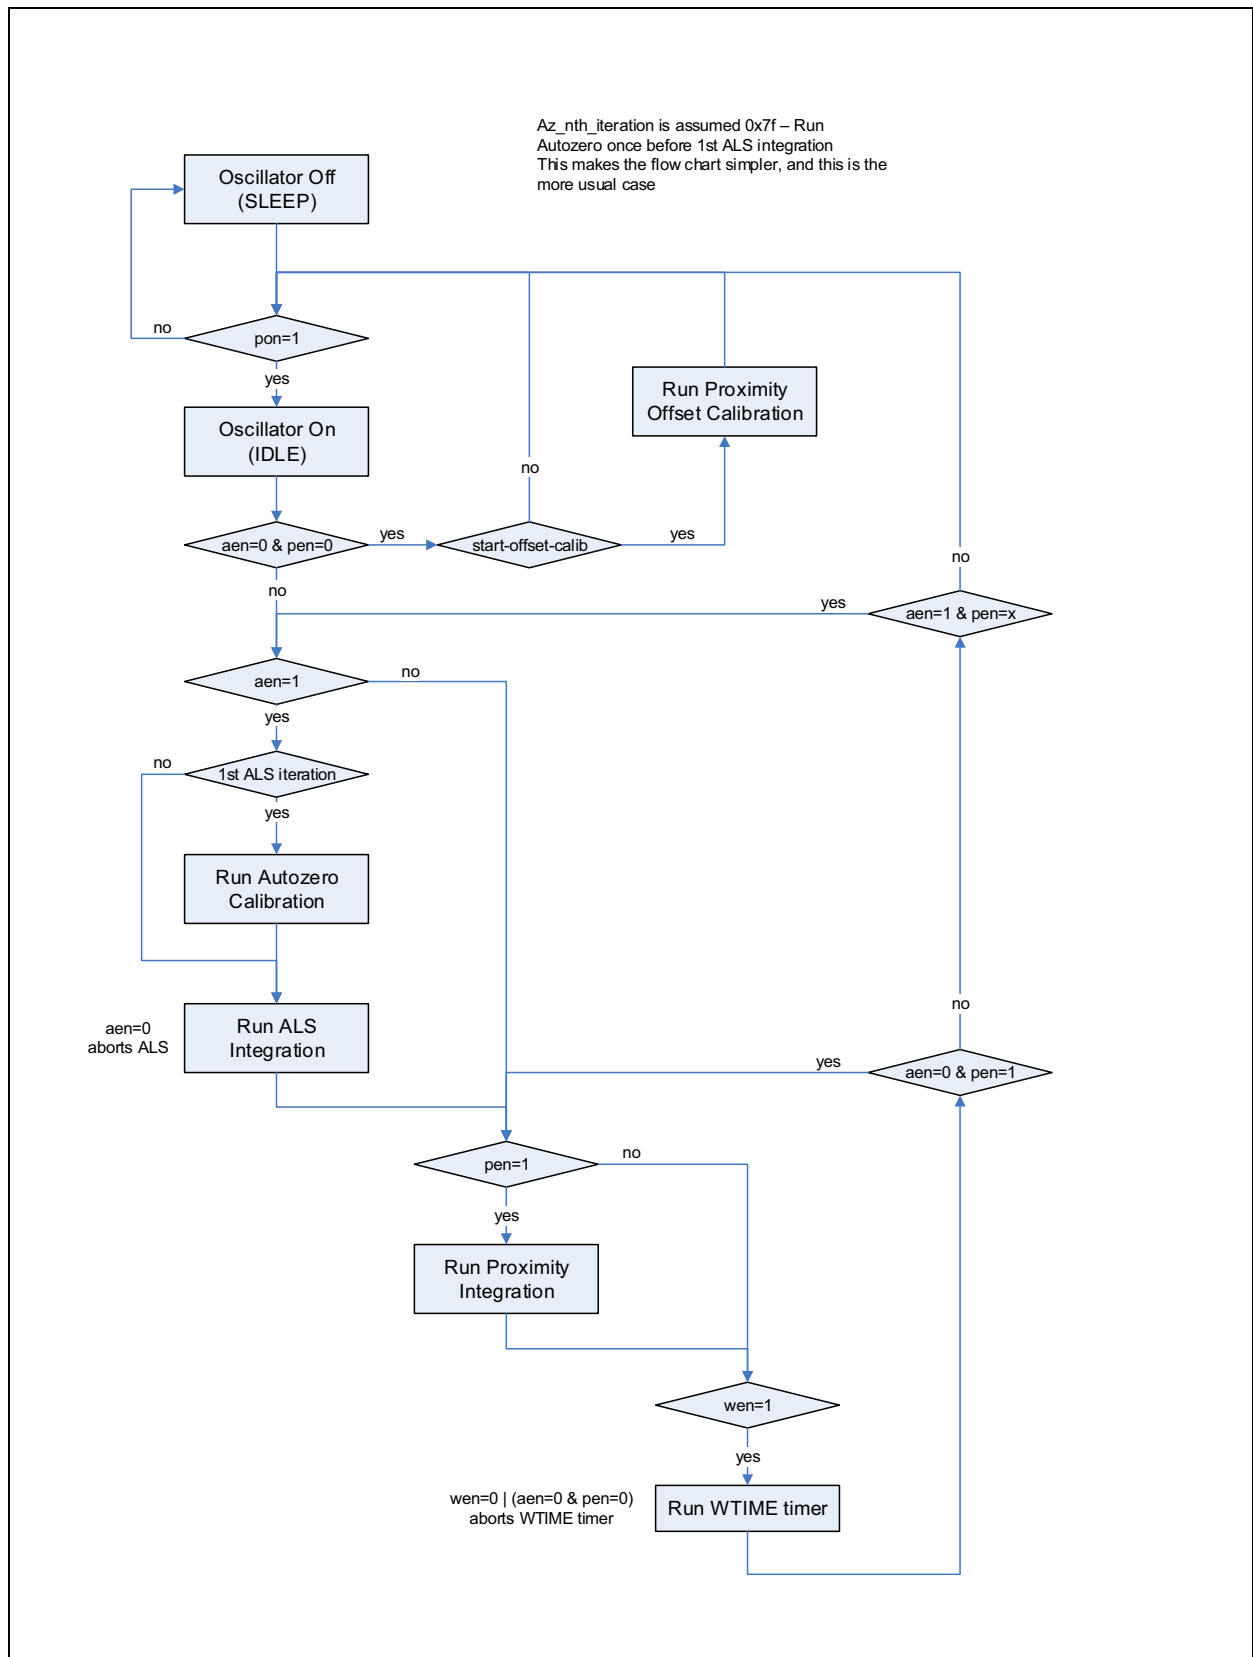 Az_nth_iteration is assumed 0x7f – Run
Autozero once before 1st ALS integration
This makes the flow chart simpler, and this is the
more usual case
Oscillator Off
(SLEEP)
no
pon=1
yes
Oscillator On
(IDLE)
Run Proximity
Offset Calibration
no
aen=0 & pen=0
yes
start-offset-calib
yes
no
no
yes
aen=1 & pen=x
aen=1
no
yes
no
1st ALS iteration
yes
Run Autozero
Calibration
no
aen=0
aborts ALS
Run ALS
Integration
yes
aen=0 & pen=1
pen=1
no
yes
Run Proximity
Integration
wen=1
yes
wen=0 | (aen=0 & pen=0)
aborts WTIME timer
Run WTIME timer